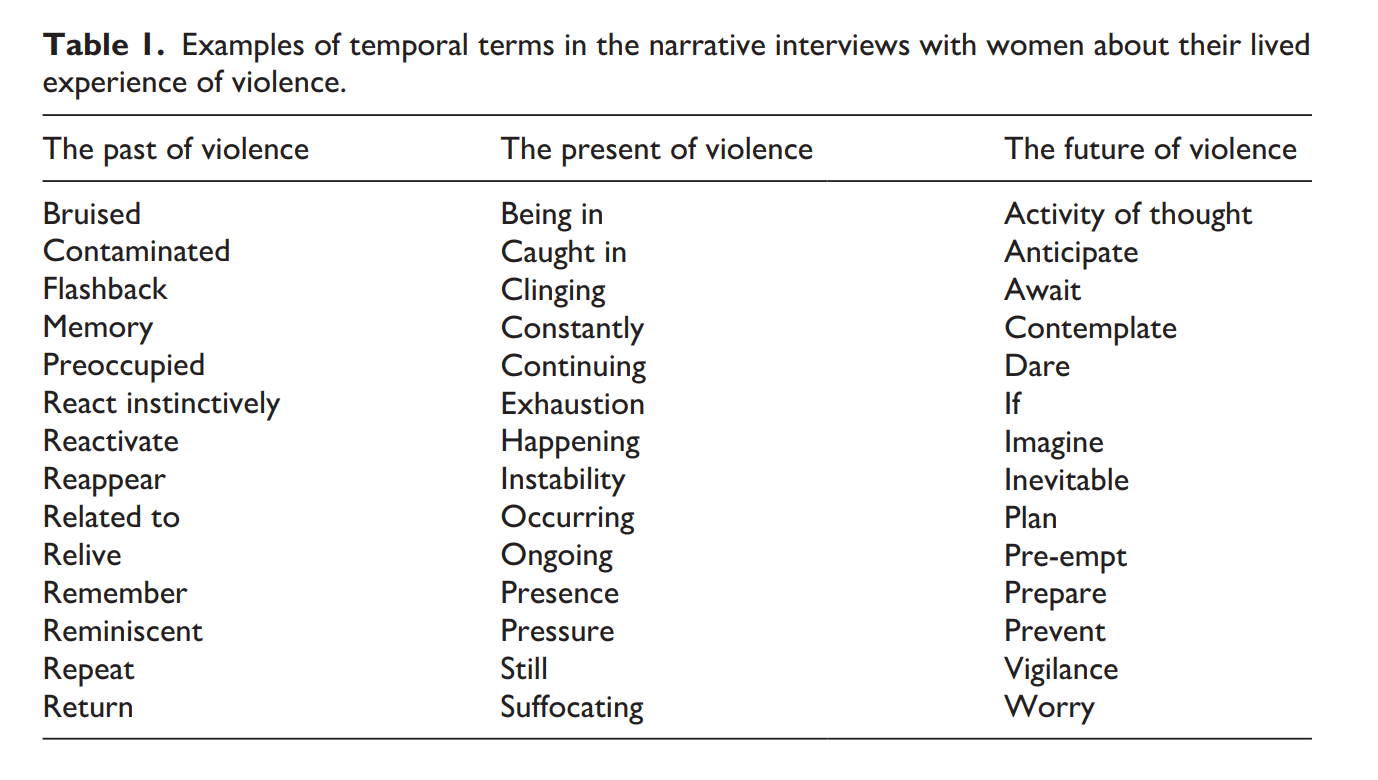 Table 1. Examples of temporal terms in the narrative interviews with women about their lived
experience of violence.
The past of violence The present of violence The future of violence
Bruised Being in Activity of thought
Contaminated Caught in Anticipate
Flashback Clinging Await
Memory Constantly Contemplate
Preoccupied Continuing Dare
React instinctively Exhaustion If
Reactivate Happening Imagine
Reappear Instability Inevitable
Related to Occurring Plan
Relive Ongoing Pre-empt
Remember Presence Prepare
Reminiscent Pressure Prevent
Repeat Still Vigilance
Return Suffocating Worry